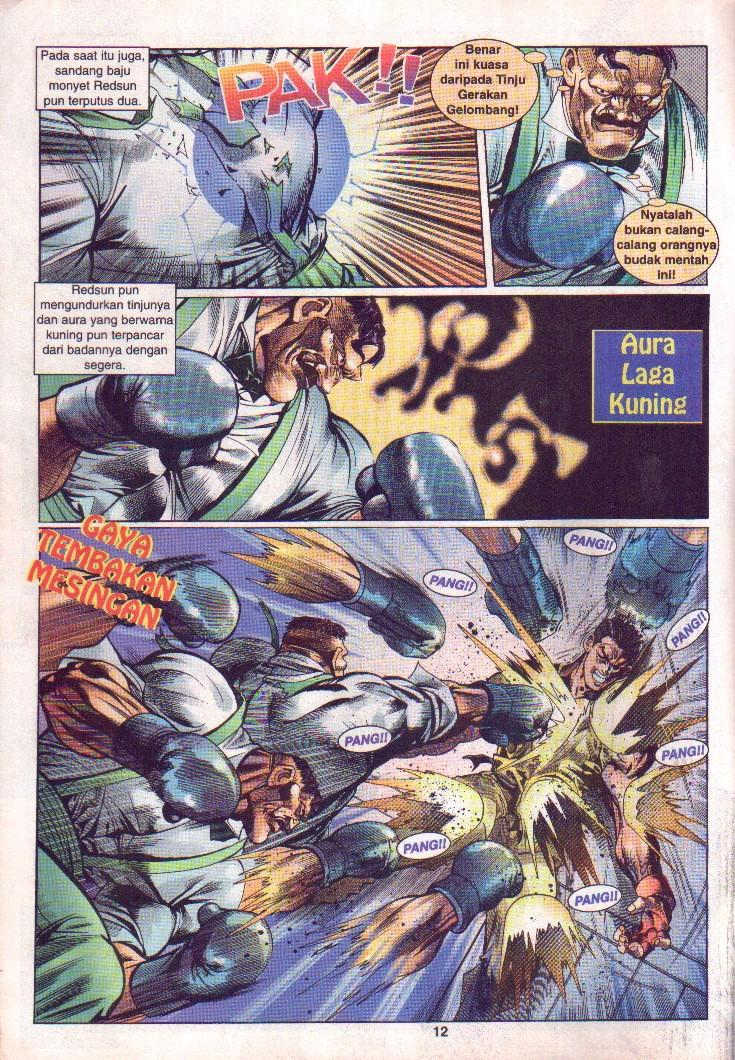 Pada saat itu juga,
sandang baju
monyet Redsun
pun terputus dua.
PAK!!
Benar
ini kuasa
daripada Tinju
Gerakan
Gelombang!
Nyatalah
bukan calang-
calang orangnya
budak mentah
ini!
Redsun pun
mengundurkan tinjunya
dan aura yang berwarna
kuning pun terpancar
dari badannya dengan
segera.
Aura
Laga
Kuning
GAYA
TEMBAKAN
MESINGAN
PANG!!
PANG!!
PANG!!
PANG!!
PANG!!
PANG!!
PANG!!
12